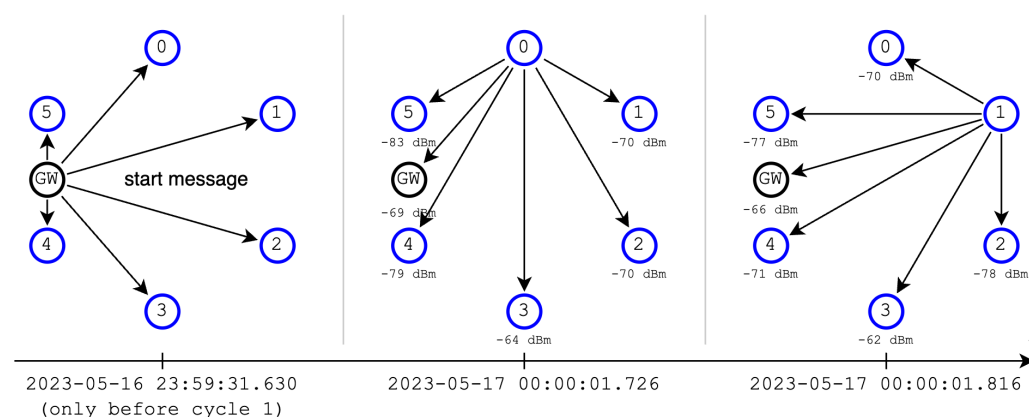 0
5
1
GW
start message
4
2
3
0
5
-83 dBm
1
-70 dBm
GW
-69 dBm
4
-79 dBm
2
-70 dBm
3
-64 dBm
0
-70 dBm
5
-77 dBm
1
GW
-66 dBm
4
-71 dBm
2
-78 dBm
3
-62 dBm
2023-05-16 23:59:31.630
(only before cycle 1)
2023-05-17 00:00:01.726
2023-05-17 00:00:01.816